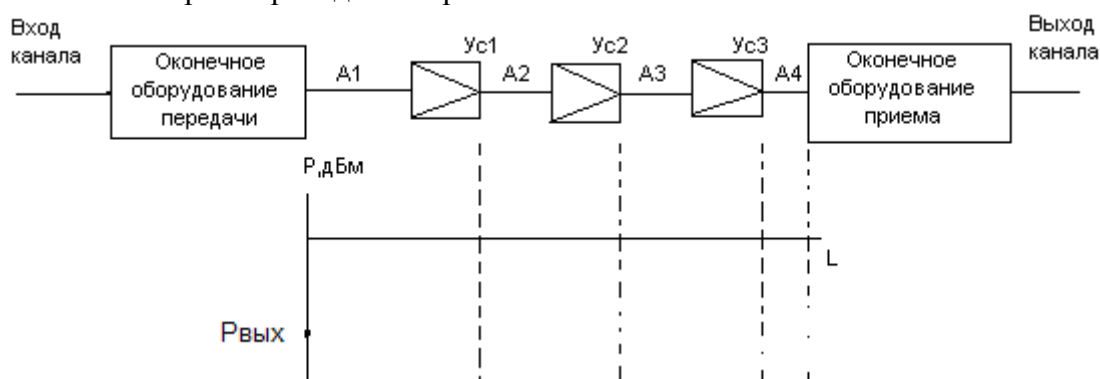 Вход
канала
Оконечное
оборудование
передачи
А1
Ус1
А2
Ус2
А3
Ус3
А4
Оконечное
оборудование
приема
Выход
канала
Р,дБм
L
Рвых